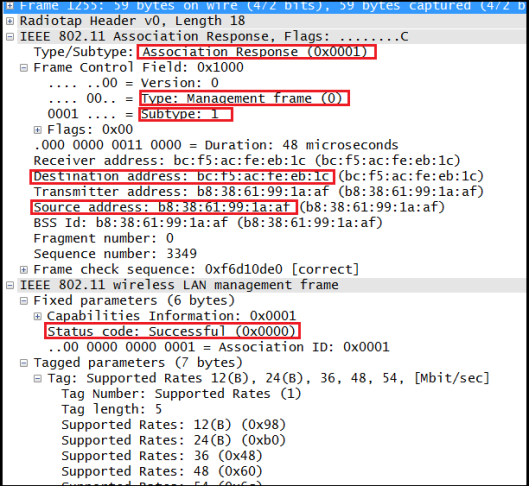 Frame 1255: 59 bytes on wire (472 bits), 59 bytes captured (472 b
Radiotap Header v0, Length 18
IEEE 802.11 Association Response, Flags: ........C
Type/Subtype: Association Response (0x0001)
Frame Control Field: 0x1000
.... ..00 = Version: 0
.... 00.. = Type: Management frame (0)
0001 .... = Subtype: 1
Flags: 0x00
.000 0000 0011 0000 = Duration: 48 microseconds
Receiver address: bc:f5:ac:fe:eb:1c (bc:f5:ac:fe:eb:1c)
Destination address: bc:f5:ac:fe:eb:1c (bc:f5:ac:fe:eb:1c)
Transmitter address: b8:38:61:99:1a:af (b8:38:61:99:1a:af)
Source address: b8:38:61:99:1a:af (b8:38:61:99:1a:af)
BSS Id: b8:38:61:99:1a:af (b8:38:61:99:1a:af)
Fragment number: 0
Sequence number: 3349
Frame check sequence: 0xf6d10de0 [correct]
IEEE 802.11 wireless LAN management frame
Fixed parameters (6 bytes)
Capabilities Information: 0x0001
Status code: Successful (0x0000)
..00 0000 0000 0001 = Association ID: 0x0001
Tagged parameters (7 bytes)
Tag: Supported Rates 12(B), 24(B), 36, 48, 54, [Mbit/sec]
Tag Number: Supported Rates (1)
Tag length: 5
Supported Rates: 12(B) (0x98)
Supported Rates: 24(B) (0xb0)
Supported Rates: 36 (0x48)
Supported Rates: 48 (0x60)
Supported Rates: 54 (0x6c)